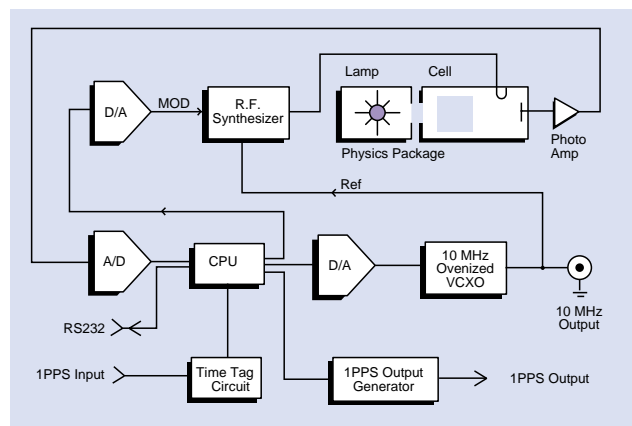 Lamp
Cell
D/A
MOD
R.F.
Synthesizer
Photo
Amp
Physics Package
Ref
A/D
CPU
D/A
10 MHz
Ovenized
VCXO
10 MHz
Output
RS232
1PPS Input
Time Tag
Circuit
1PPS Output
Generator
1PPS Output